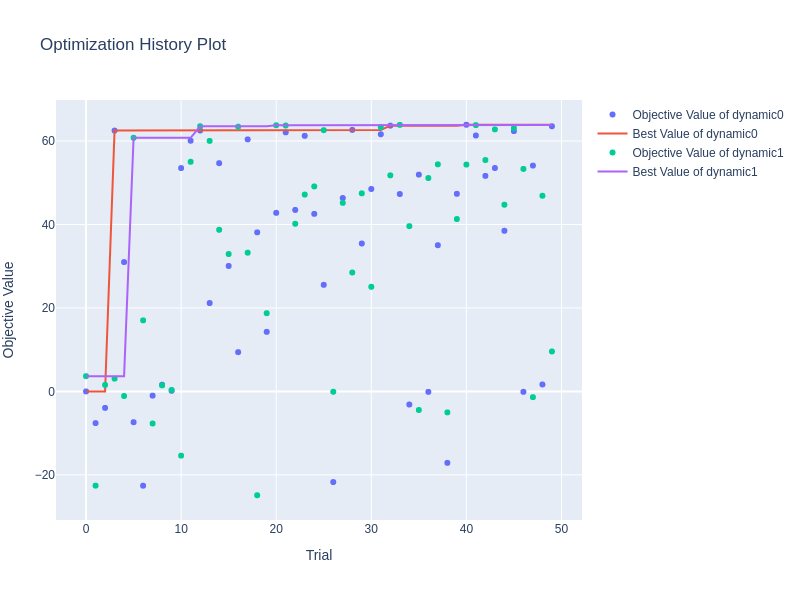 Optimization History Plot
Objective Value of dynamic0
Best Value of dynamic0
Objective Value of dynamic1
Best Value of dynamic1
60
40
20
0
−20
Objective Value
0 10 20 30 40 50
Trial